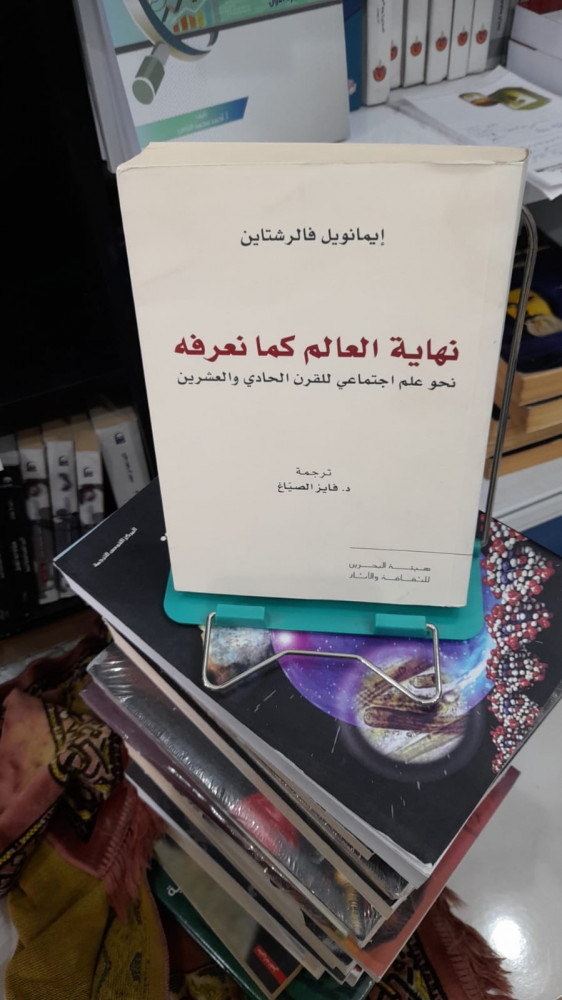 إيمانويل فالرشتاين
نهاية العالم كما نعرفه
نحو علم اجتماعي للقرن الحادي والعشرين
ترجمة
د. فايز الصياغ
هيئة البحرين
للثقافة والآثار